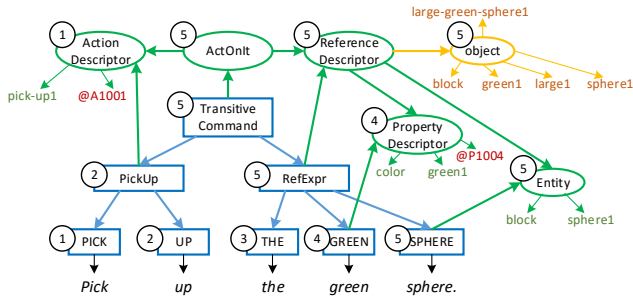 large-green-sphere1
1 Action Descriptor
5 ActOnIt
5 Reference Descriptor
5 object
block green1 large1 sphere1
pick-up1 @A1001
5 Transitive Command
4 Property Descriptor
@P1004
color green1
2 PickUp
5 RefExpr
5 Entity
block sphere1
1 PICK
2 UP
3 THE
4 GREEN
5 SPHERE
Pick up the green sphere.